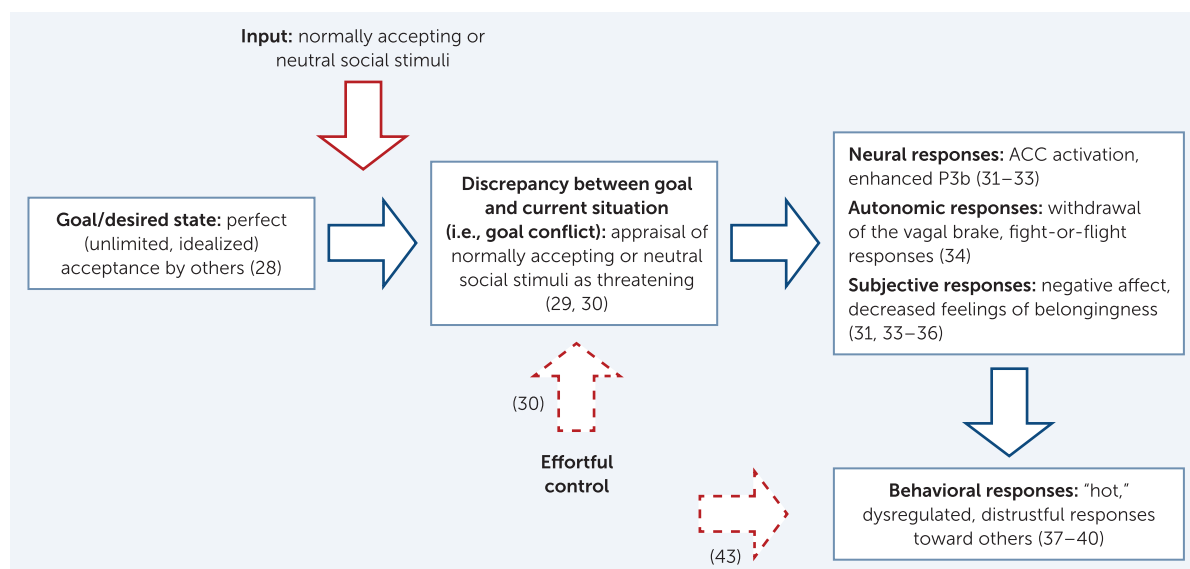 Input: normally accepting or
neutral social stimuli
Goal/desired state: perfect
(unlimited, idealized)
acceptance by others (28)
Discrepancy between goal
and current situation
(i.e., goal conflict): appraisal of
normally accepting or neutral
social stimuli as threatening
(29, 30)
Neural responses: ACC activation,
enhanced P3b (31–33)
Autonomic responses: withdrawal
of the vagal brake, fight-or-flight
responses (34)
Subjective responses: negative affect,
decreased feelings of belongingness
(31, 33–36)
(30)
Effortful
control
(43)
Behavioral responses: “hot,”
dysregulated, distrustful responses
toward others (37–40)